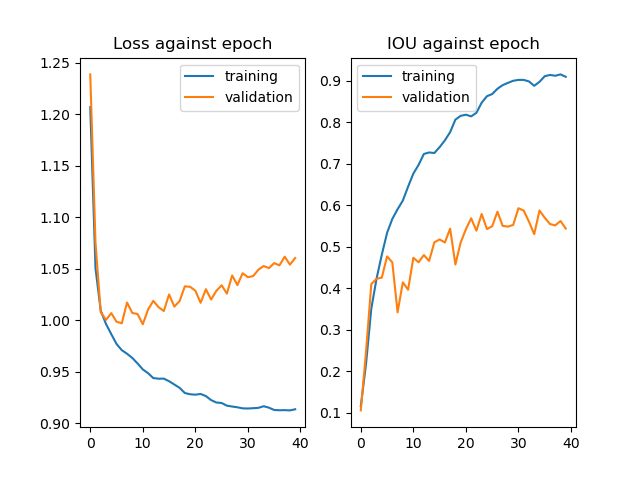 Loss against epoch
training
validation
1.25
1.20
1.15
1.10
1.05
1.00
0.95
0.90
0 10 20 30 40
IOU against epoch
training
validation
0.9
0.8
0.7
0.6
0.5
0.4
0.3
0.2
0.1
0 10 20 30 40